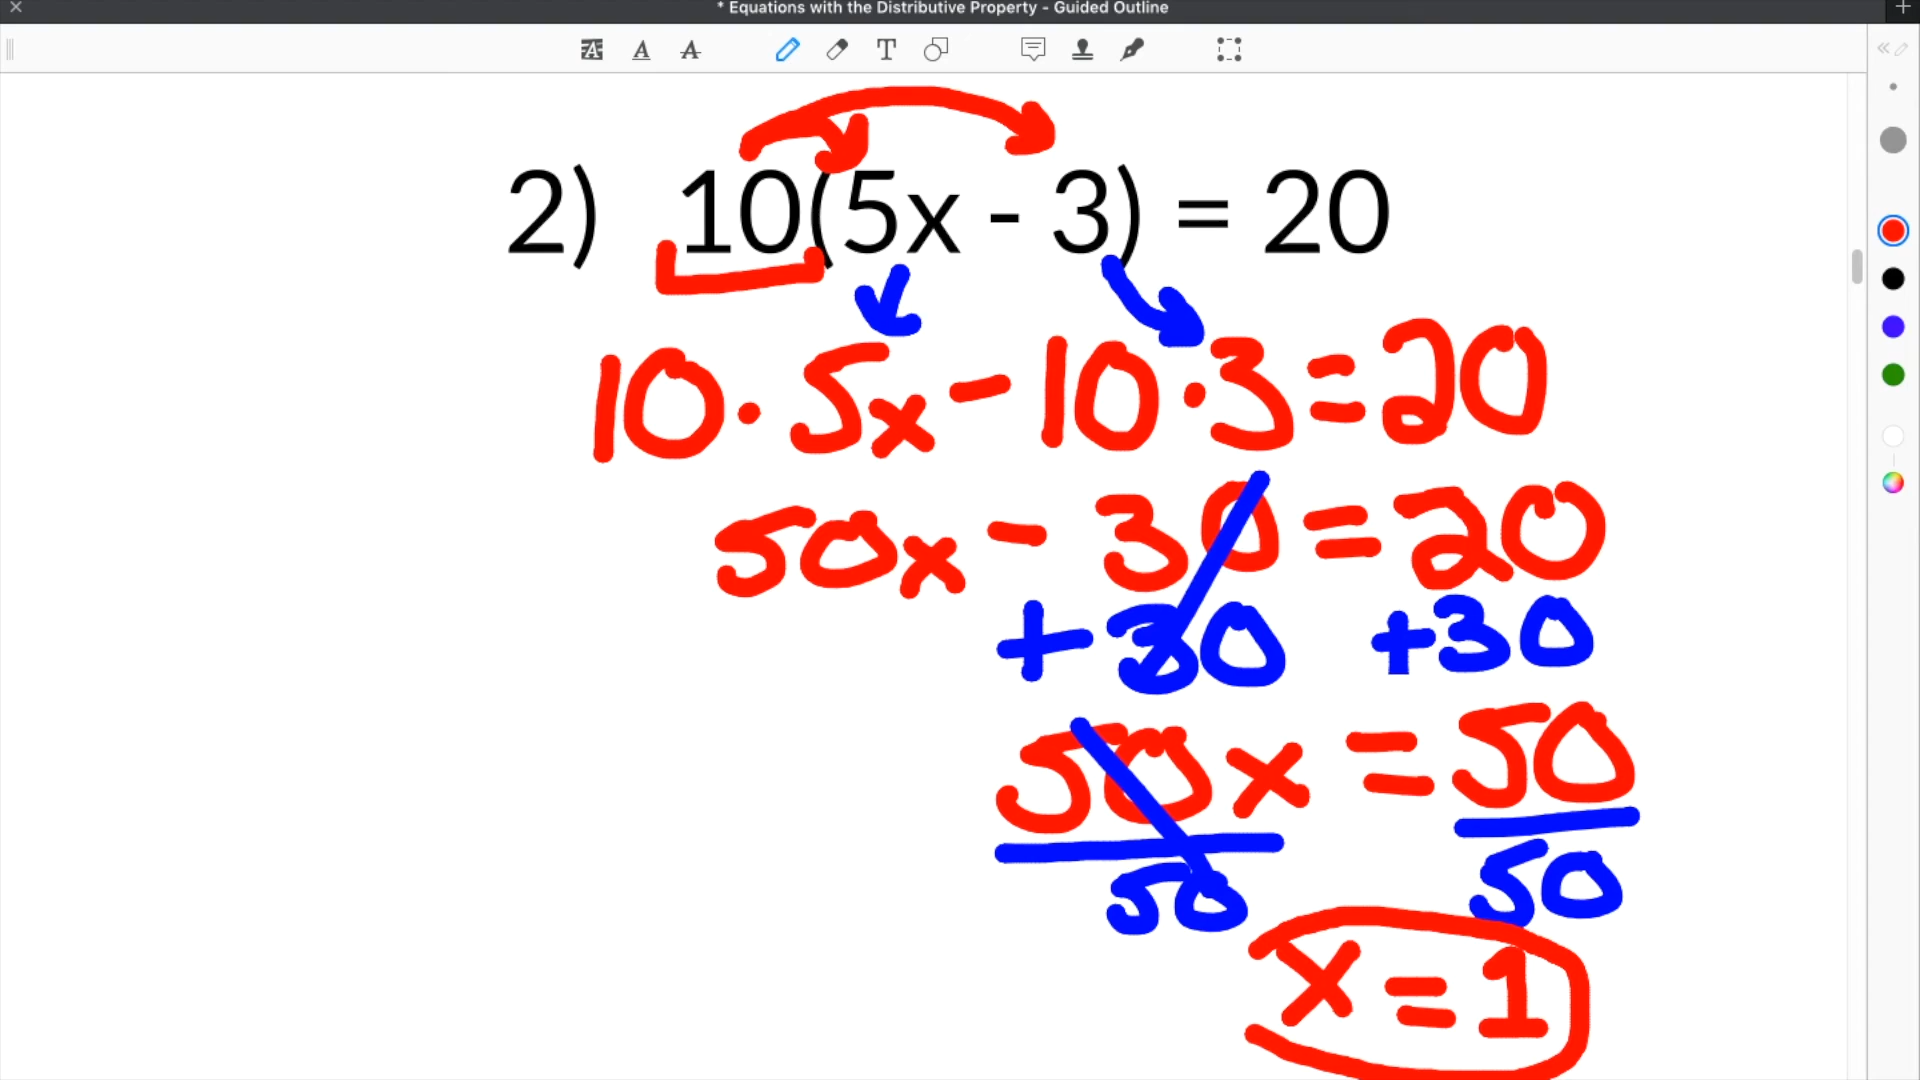 * Equations with the Distributive Property - Guided Outline
2) 10(5x - 3) = 20
10 · 5x - 10 · 3 = 20
50x - 30 = 20
+ 30 +30
50x = 50
50 50
x = 1